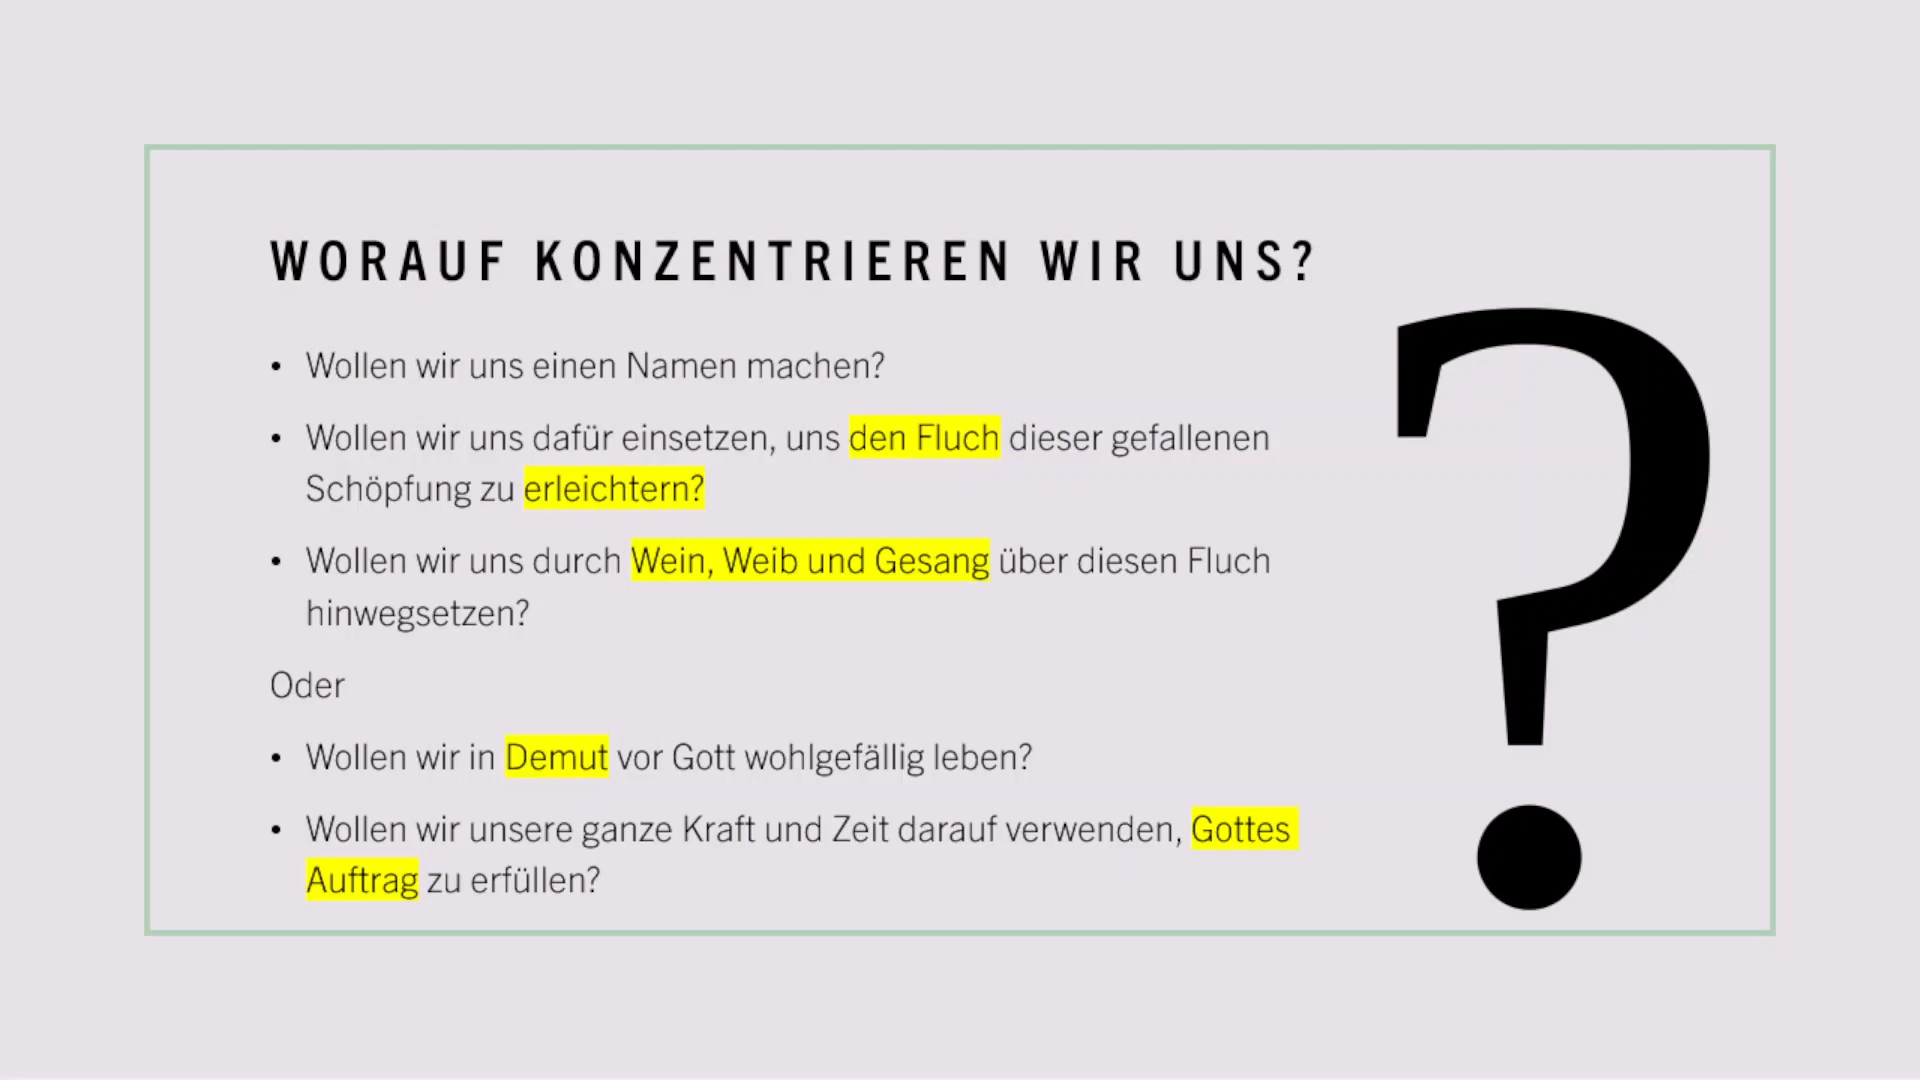 WORAUF KONZENTRIEREN WIR UNS?
• Wollen wir uns einen Namen machen?
• Wollen wir uns dafür einsetzen, uns den Fluch dieser gefallenen
Schöpfung zu erleichtern?
• Wollen wir uns durch Wein, Weib und Gesang über diesen Fluch
hinwegsetzen?
Oder
• Wollen wir in Demut vor Gott wohlgefällig leben?
• Wollen wir unsere ganze Kraft und Zeit darauf verwenden, Gottes
Auftrag zu erfüllen?
?